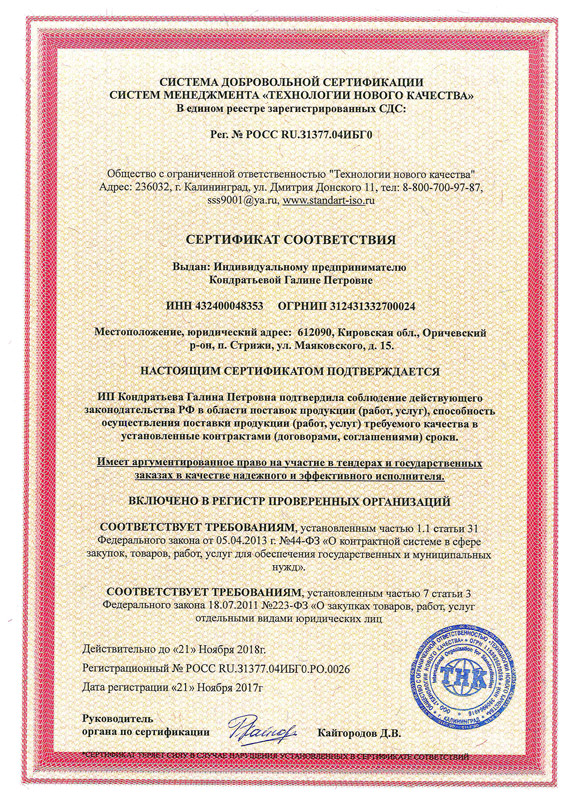 СИСТЕМА ДОБРОВОЛЬНОЙ СЕРТИФИКАЦИИ
СИСТЕМ МЕНЕДЖМЕНТА «ТЕХНОЛОГИИ НОВОГО КАЧЕСТВА»
В едином реестре зарегистрированных СДС:
Рег. № РОСС RU.31377.04ИБГ0
Общество с ограниченной ответственностью "Технологии нового качества"
Адрес: 236032, г. Калининград, ул. Дмитрия Донского 11, тел: 8-800-700-97-87,
sss9001@ya.ru, www.standart-iso.ru
СЕРТИФИКАТ СООТВЕТСТВИЯ
Выдан: Индивидуальному предпринимателю
Кондратьевой Галине Петровне
ИНН 432400048353 ОГРНИП 312431332700024
Местоположение, юридический адрес: 612090, Кировская обл., Оричевский
р-он, п. Стрижи, ул. Маяковского, д. 15.
НАСТОЯЩИМ СЕРТИФИКАТОМ ПОДТВЕРЖДАЕТСЯ
ИП Кондратьева Галина Петровна подтвердила соблюдение действующего
законодательства РФ в области поставок продукции (работ, услуг), способность
осуществления поставки продукции (работ, услуг) требуемого качества в
установленные контрактами (договорами, соглашениями) сроки.
Имеет аргументированное право на участие в тендерах и государственных
заказах в качестве надежного и эффективного исполнителя.
ВКЛЮЧЕНО В РЕГИСТР ПРОВЕРЕННЫХ ОРГАНИЗАЦИЙ
СООТВЕТСТВУЕТ ТРЕБОВАНИЯМ, установленным частью 1.1 статьи 31
Федерального закона от 05.04.2013 г. №44-ФЗ «О контрактной системе в сфере
закупок, товаров, работ, услуг для обеспечения государственных и муниципальных
нужд».
СООТВЕТСТВУЕТ ТРЕБОВАНИЯМ, установленным частью 7 статьи 3
Федерального закона 18.07.2011 №223-ФЗ «О закупках товаров, работ, услуг
отдельными видами юридических лиц
Действительно до «21» Ноября 2018г.
Регистрационный № РОСС RU.31377.04ИБГ0.РО.0026
Дата регистрации «21» Ноября 2017г
Руководитель
органа по сертификации Кайгородов Д.В.
ТНК
КАЛИНИНГРАД
*СЕРТИФИКАТ ТЕРЯЕТ СИЛУ В СЛУЧАЕ НАРУШЕНИЯ УСТАНОВЛЕННЫХ В СЕРТИФИКАТЕ СООТВЕТСТВИЙ